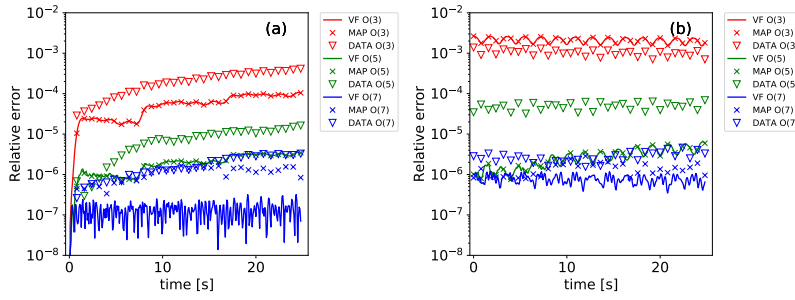 (a)
Relative error
10⁻²
10⁻³
10⁻⁴
10⁻⁵
10⁻⁶
10⁻⁷
10⁻⁸
0 10 20
time [s]
VF O(3)
MAP O(3)
DATA O(3)
VF O(5)
MAP O(5)
DATA O(5)
VF O(7)
MAP O(7)
DATA O(7)
(b)
Relative error
10⁻²
10⁻³
10⁻⁴
10⁻⁵
10⁻⁶
10⁻⁷
10⁻⁸
0 10 20
time [s]
VF O(3)
MAP O(3)
DATA O(3)
VF O(5)
MAP O(5)
DATA O(5)
VF O(7)
MAP O(7)
DATA O(7)